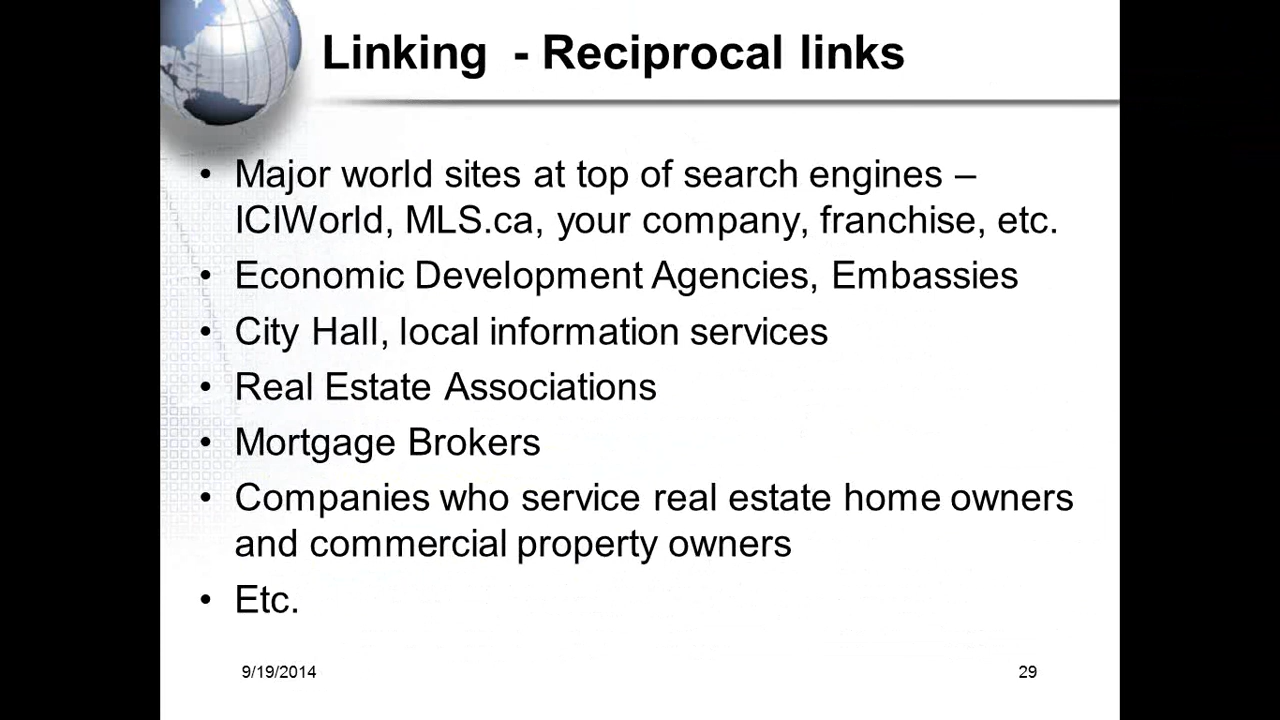 Linking - Reciprocal links
• Major world sites at top of search engines –
ICIWorld, MLS.ca, your company, franchise, etc.
• Economic Development Agencies, Embassies
• City Hall, local information services
• Real Estate Associations
• Mortgage Brokers
• Companies who service real estate home owners
and commercial property owners
• Etc.
9/19/2014
29